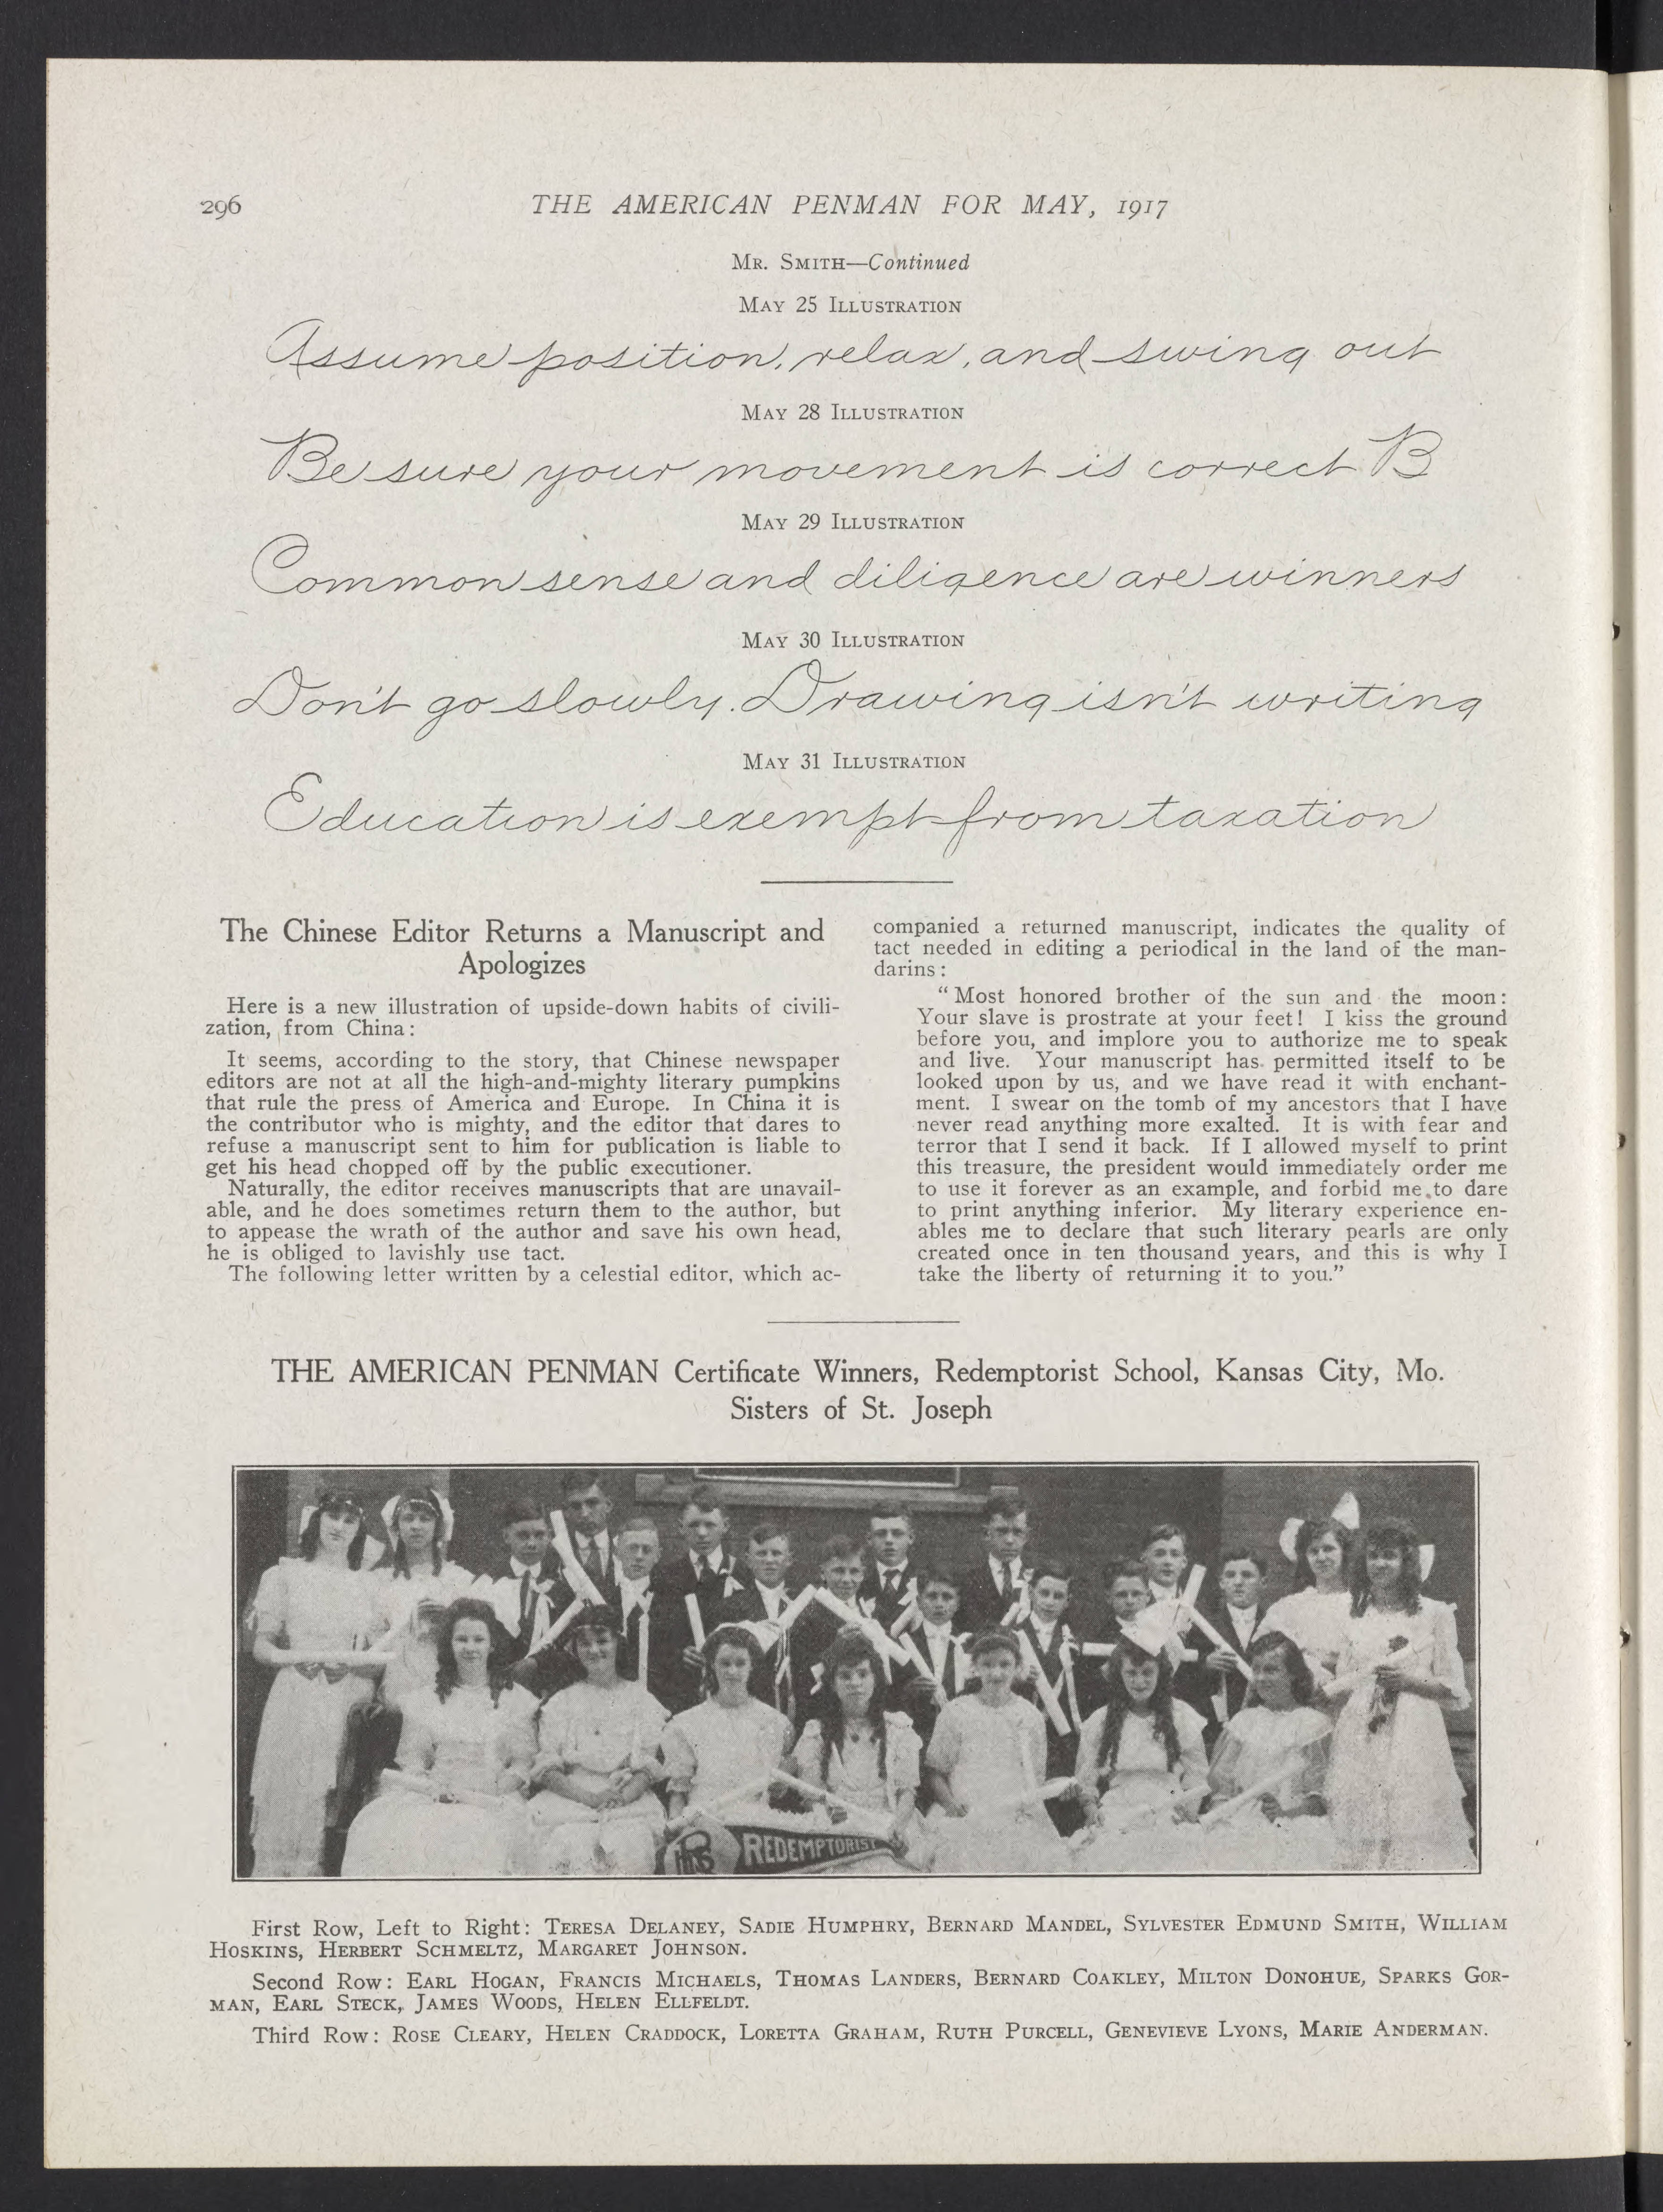 296
THE AMERICAN PENMAN FOR MAY, 1917
MR. SMITH—Continued
MAY 25 ILLUSTRATION
Assume position, relax, and swing out
MAY 28 ILLUSTRATION
Be sure your movement is correct B
MAY 29 ILLUSTRATION
Common sense and diligence are winners
MAY 30 ILLUSTRATION
Don't go slowly. Drawing isn't writing
MAY 31 ILLUSTRATION
Education is exempt from taxation
The Chinese Editor Returns a Manuscript and
Apologizes
Here is a new illustration of upside-down habits of civili-
zation, from China:
It seems, according to the story, that Chinese newspaper
editors are not at all the high-and-mighty literary pumpkins
that rule the press of America and Europe. In China it is
the contributor who is mighty, and the editor that dares to
refuse a manuscript sent to him for publication is liable to
get his head chopped off by the public executioner.
Naturally, the editor receives manuscripts that are unavail-
able, and he does sometimes return them to the author, but
to appease the wrath of the author and save his own head,
he is obliged to lavishly use tact.
The following letter written by a celestial editor, which ac-
companied a returned manuscript, indicates the quality of
tact needed in editing a periodical in the land of the man-
darins:
"Most honored brother of the sun and the moon:
Your slave is prostrate at your feet! I kiss the ground
before you, and implore you to authorize me to speak
and live. Your manuscript has permitted itself to be
looked upon by us, and we have read it with enchant-
ment. I swear on the tomb of my ancestors that I have
never read anything more exalted. It is with fear and
terror that I send it back. If I allowed myself to print
this treasure, the president would immediately order me
to use it forever as an example, and forbid me to dare
to print anything inferior. My literary experience en-
ables me to declare that such literary pearls are only
created once in ten thousand years, and this is why I
take the liberty of returning it to you."
THE AMERICAN PENMAN Certificate Winners, Redemptorist School, Kansas City, Mo.
Sisters of St. Joseph
REDEMPTORIST
First Row, Left to Right: TERESA DELANEY, SADIE HUMPHRY, BERNARD MANDEL, SYLVESTER EDMUND SMITH, WILLIAM
HOSKINS, HERBERT SCHMELTZ, MARGARET JOHNSON.
Second Row: EARL HOGAN, FRANCIS MICHAELS, THOMAS LANDERS, BERNARD COAKLEY, MILTON DONOHUE, SPARKS GOR-
MAN, EARL STECK, JAMES WOODS, HELEN ELLFELDT.
Third Row: ROSE CLEARY, HELEN CRADDOCK, LORETTA GRAHAM, RUTH PURCELL, GENEVIEVE LYONS, MARIE ANDERMAN.